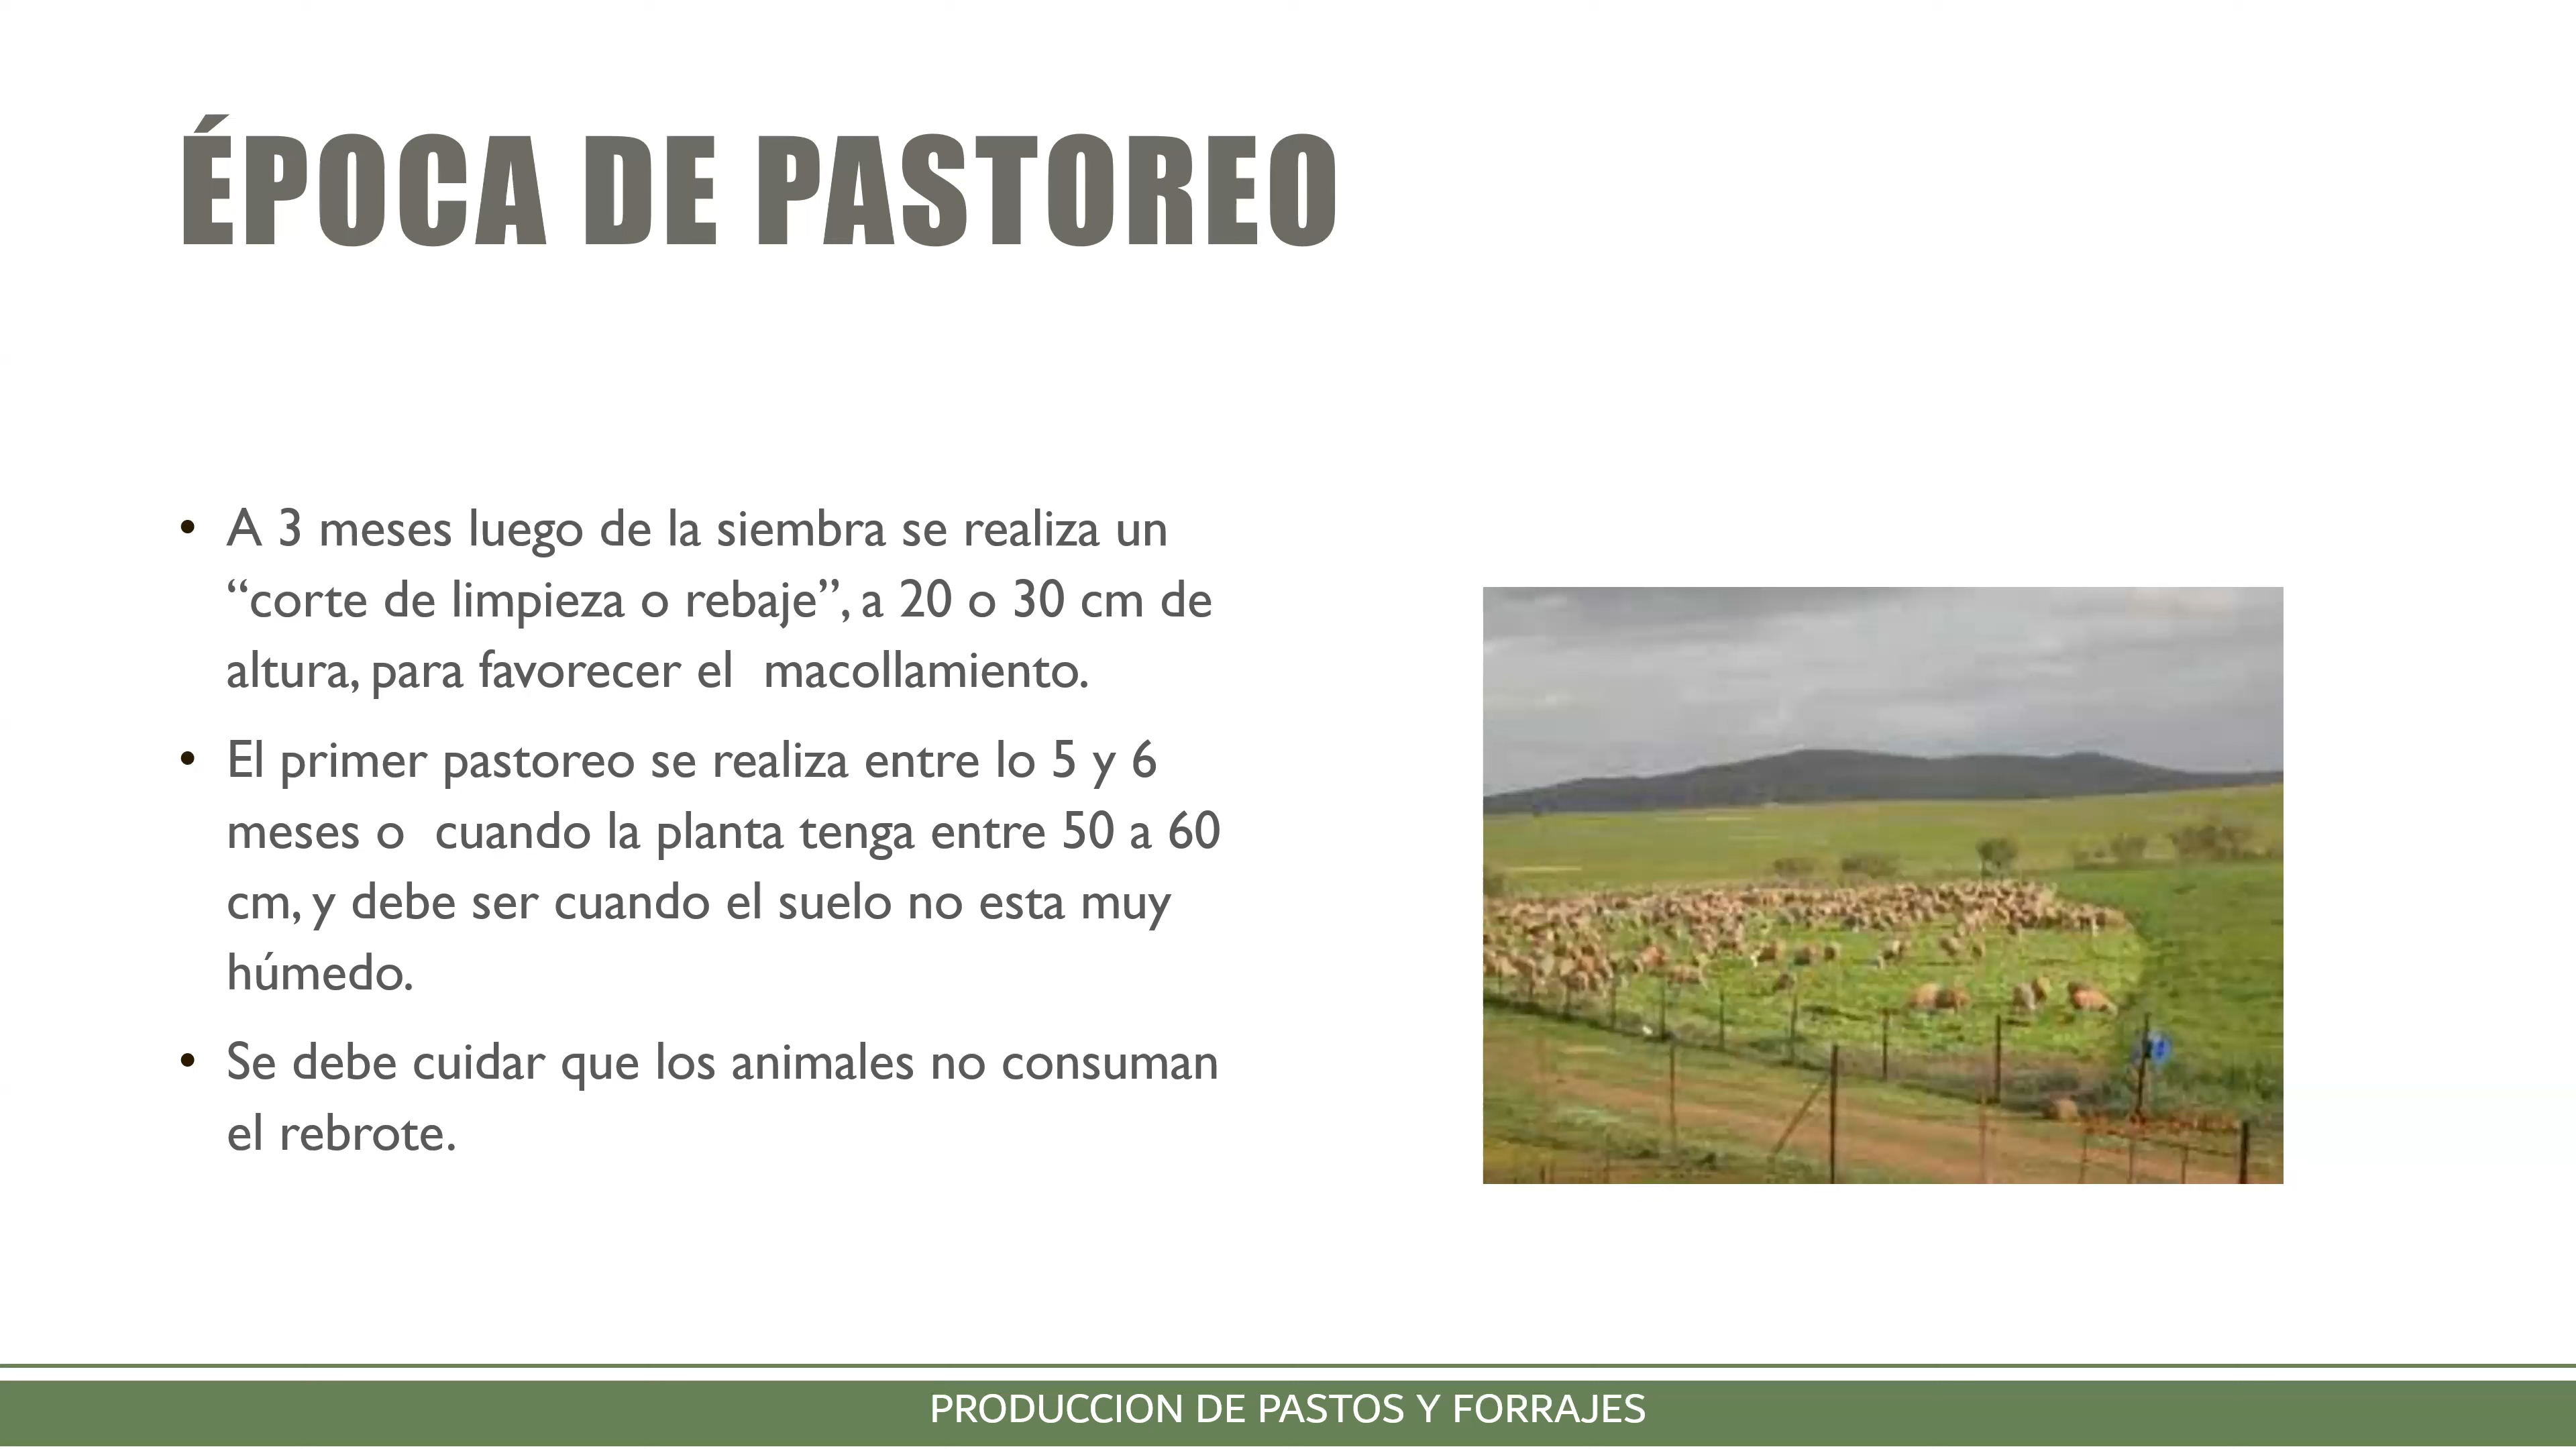 ÉPOCA DE PASTOREO
• A 3 meses luego de la siembra se realiza un
“corte de limpieza o rebaje”, a 20 o 30 cm de
altura, para favorecer el  macollamiento.
• El primer pastoreo se realiza entre lo 5 y 6
meses o  cuando la planta tenga entre 50 a 60
cm, y debe ser cuando el suelo no esta muy
húmedo.
• Se debe cuidar que los animales no consuman
el rebrote.
PRODUCCION DE PASTOS Y FORRAJES